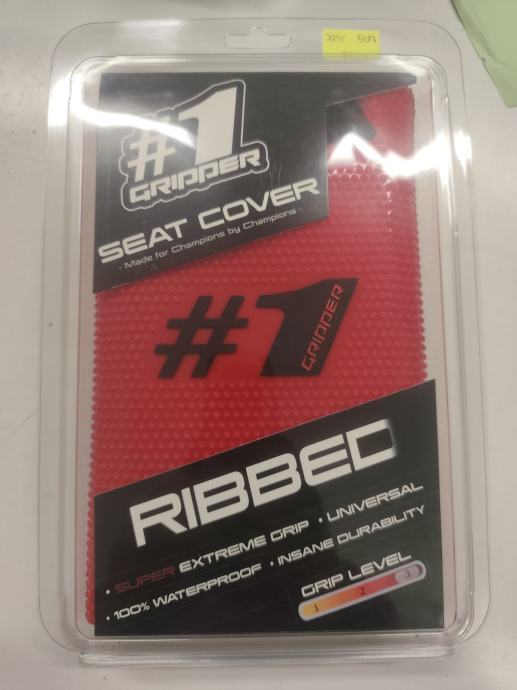 #1
GRIPPER
SEAT COVER
- Made for Champions by Champions -
#1
GRIPPER
RIBBED
• SUPER EXTREME GRIP • UNIVERSAL
• 100% WATERPROOF • INSANE DURABILITY
GRIP LEVEL
1 2 3